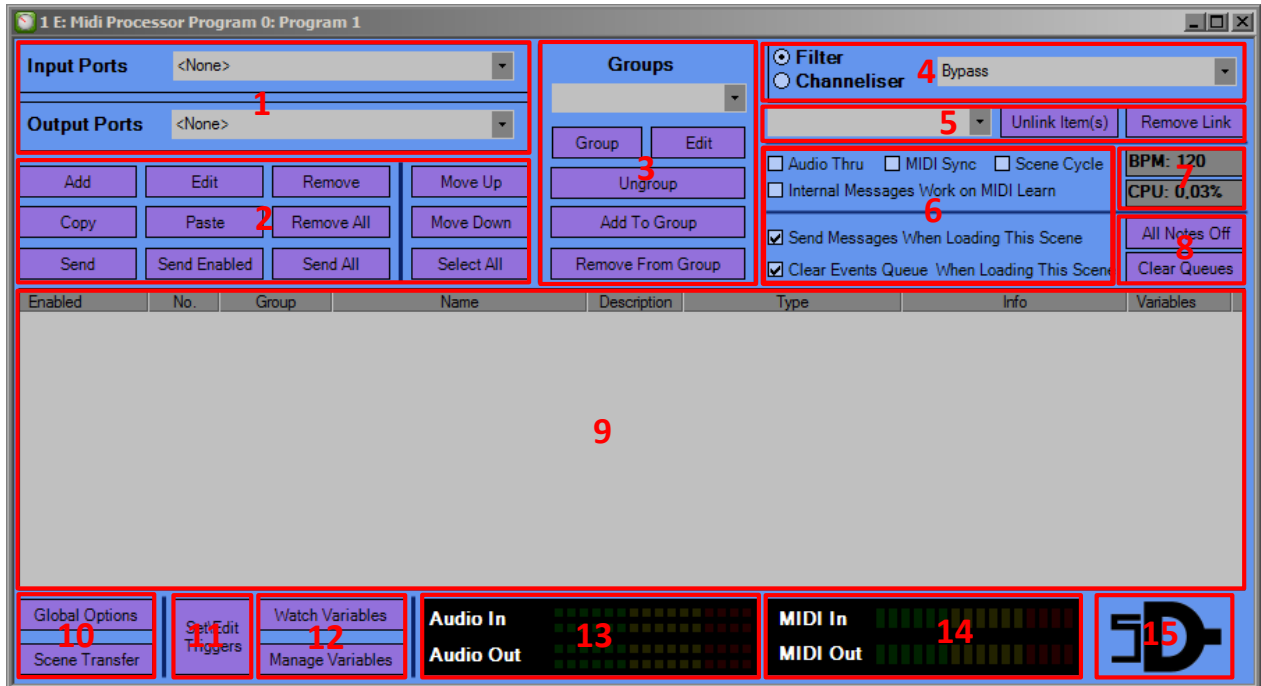 1 E: Midi Processor Program 0: Program 1
Input Ports <None>
1
Output Ports <None>
Add Edit Remove Move Up
Copy Paste 2 Remove All Move Down
Send Send Enabled Send All Select All
Groups
Group Edit
3
Ungroup
Add To Group
Remove From Group
Filter
Channeliser 4 Bypass
5 Unlink Item(s) Remove Link
Audio Thru MIDI Sync Scene Cycle
Internal Messages Work on MIDI Learn
6
Send Messages When Loading This Scene
Clear Events Queue When Loading This Scene
BPM: 120
7
CPU: 0,03%
All Notes Off
8
Clear Queues
Enabled No. Group Name Description Type Info Variables
9
Global Options
10
Scene Transfer
Set\Edit
11
Triggers
Watch Variables
12
Manage Variables
Audio In
13
Audio Out
MIDI In
14
MIDI Out
15